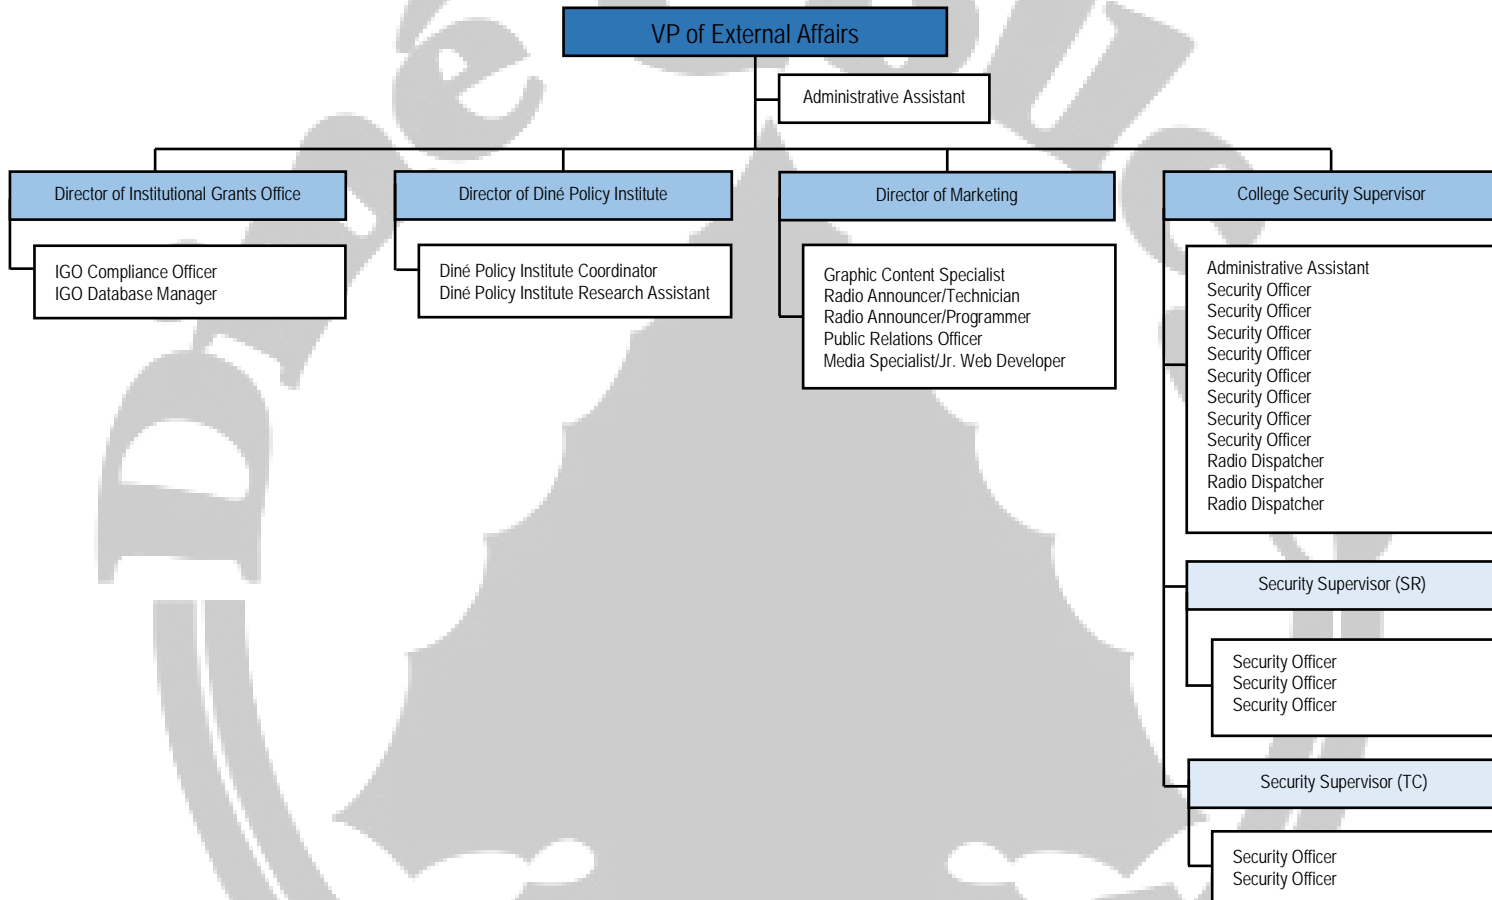 VP of External Affairs
Administrative Assistant
Director of Institutional Grants Office
IGO Compliance Officer
IGO Database Manager
Director of Diné Policy Institute
Diné Policy Institute Coordinator
Diné Policy Institute Research Assistant
Director of Marketing
Graphic Content Specialist
Radio Announcer/Technician
Radio Announcer/Programmer
Public Relations Officer
Media Specialist/Jr. Web Developer
College Security Supervisor
Administrative Assistant
Security Officer
Security Officer
Security Officer
Security Officer
Security Officer
Security Officer
Security Officer
Security Officer
Radio Dispatcher
Radio Dispatcher
Radio Dispatcher
Security Supervisor (SR)
Security Officer
Security Officer
Security Officer
Security Supervisor (TC)
Security Officer
Security Officer